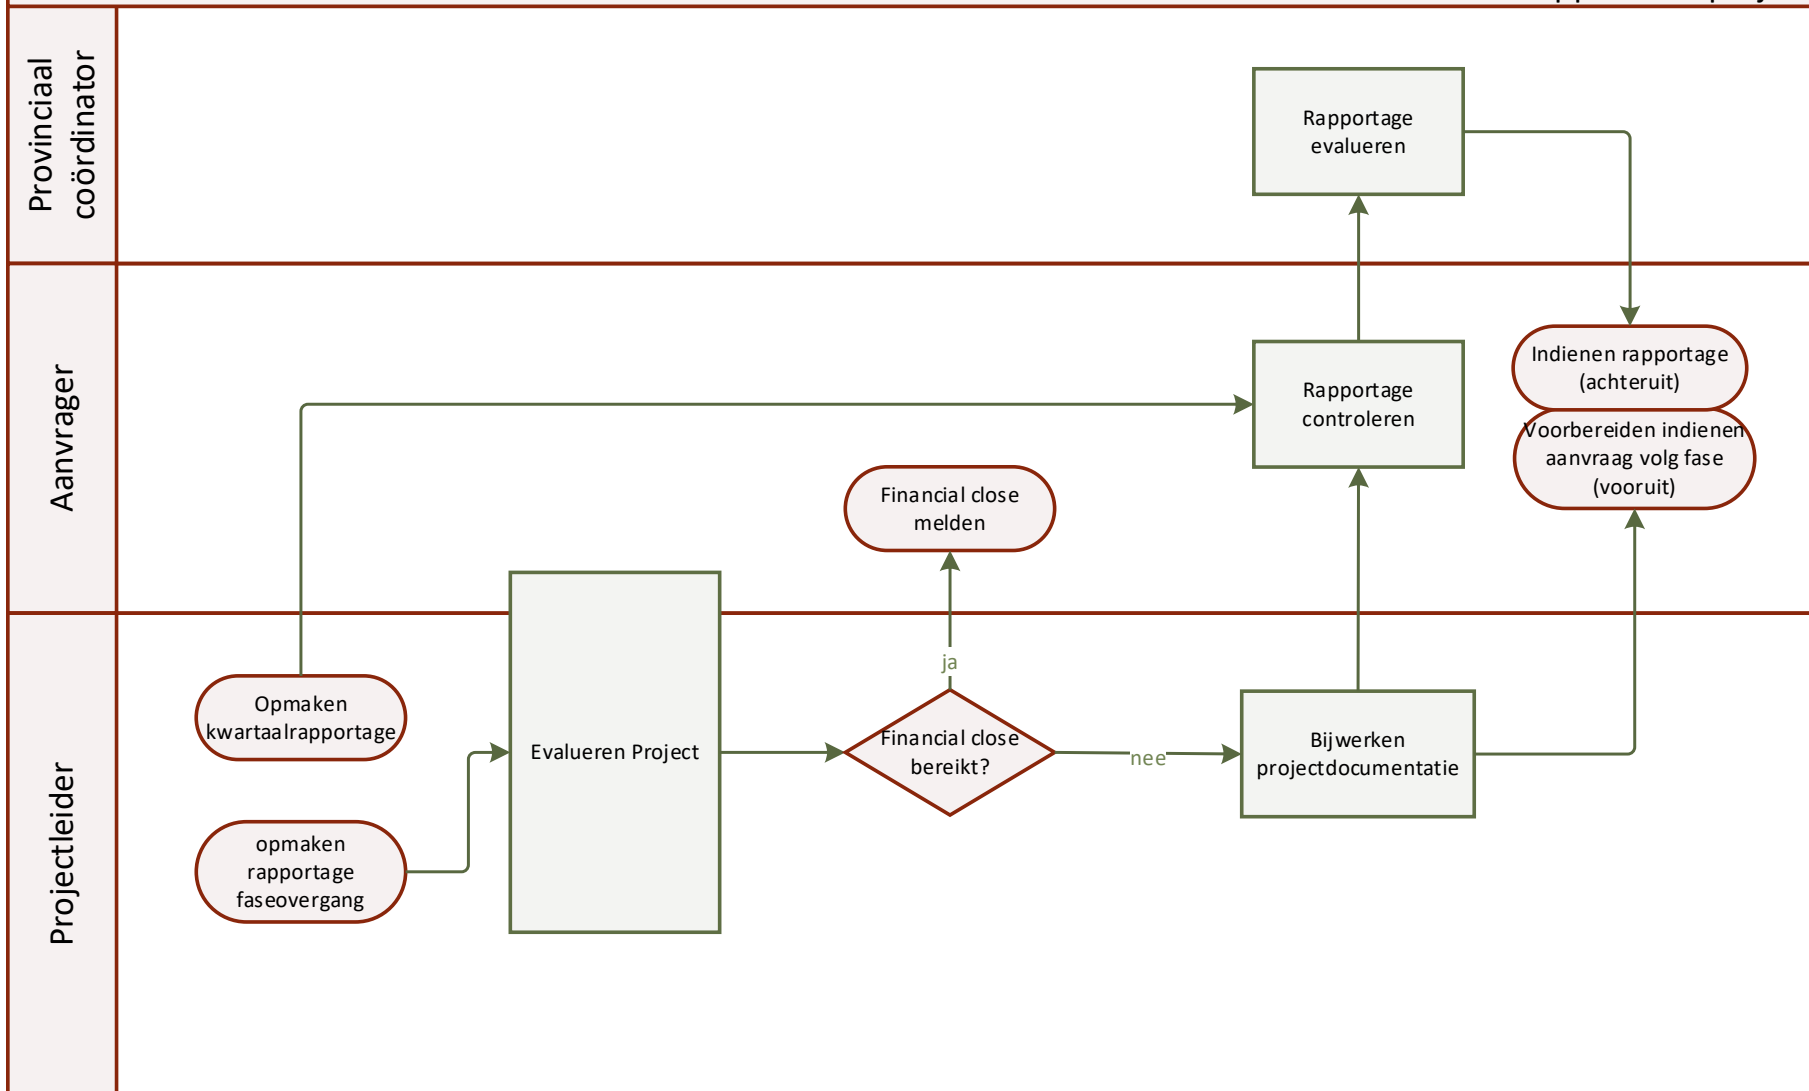 Provinciaal
coördinator
Rapportage
evalueren
Aanvrager
Indienen rapportage
(achteruit)
Rapportage
controleren
Voorbereiden indienen
aanvraag volg fase
(vooruit)
Financial close
melden
Projectleider
ja
Opmaken
kwartaalrapportage
Evalueren Project
Financial close
bereikt?
nee
Bijwerken
projectdocumentatie
opmaken
rapportage
faseovergang